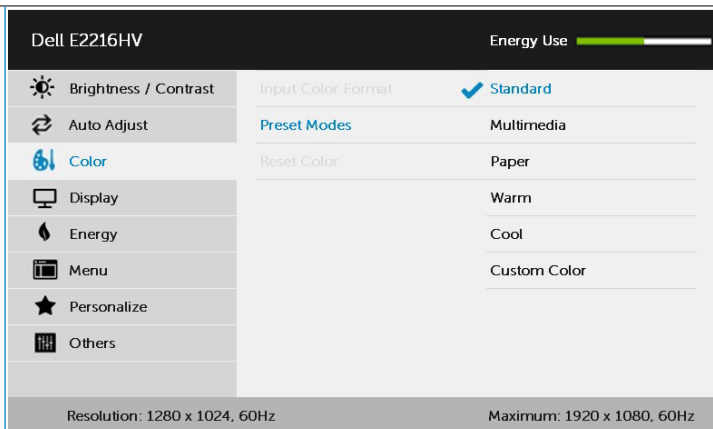 Dell E2216HV Energy Use
Brightness / Contrast Input Color Format Standard
Auto Adjust Preset Modes Multimedia
Color Reset Color Paper
Display Warm
Energy Cool
Menu Custom Color
Personalize
Others
Resolution: 1280 x 1024, 60Hz Maximum: 1920 x 1080, 60Hz